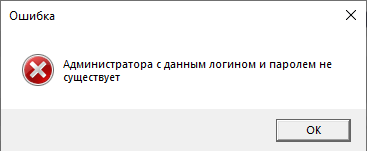 Ошибка
Администратора с данным логином и паролем не
существует
OK